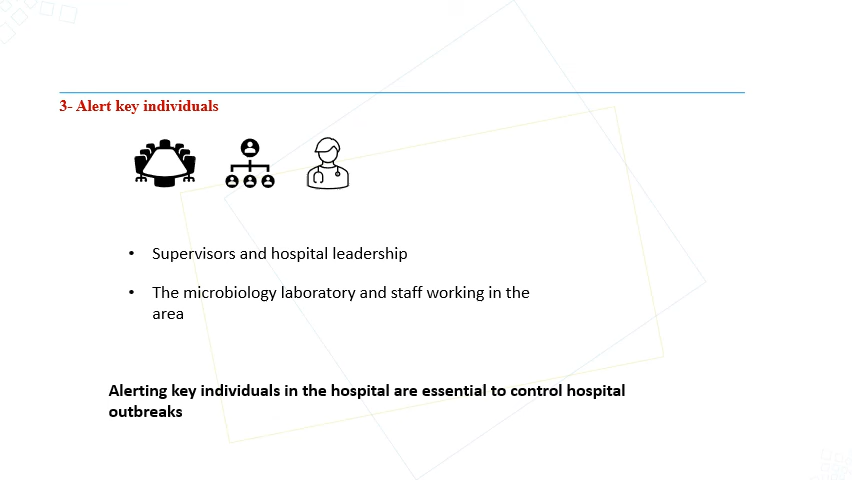 3- Alert key individuals
• Supervisors and hospital leadership
• The microbiology laboratory and staff working in the
area
Alerting key individuals in the hospital are essential to control hospital
outbreaks